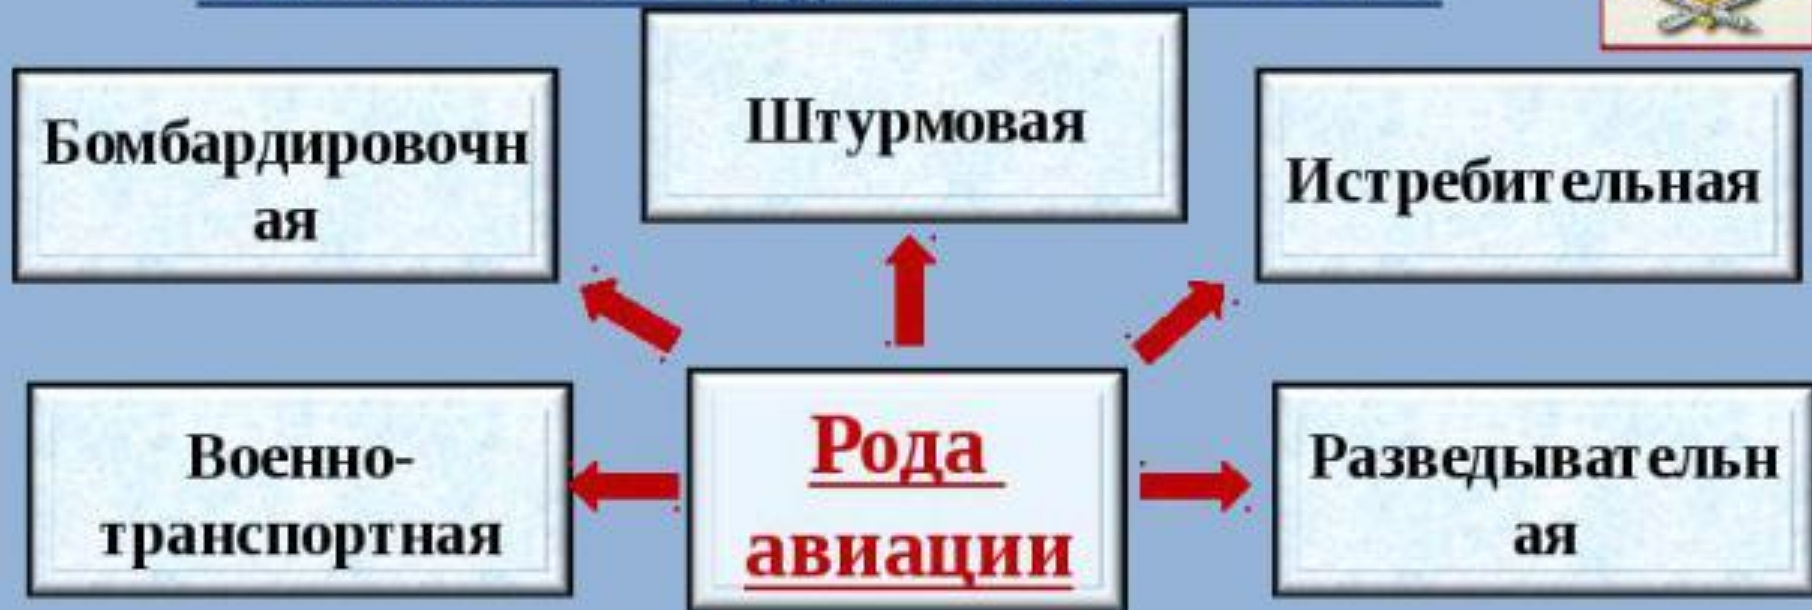 Штурмовая
Бомбардировочн
ая
Истребительная
Военно-
транспортная
Рода
авиации
Разведывательн
ая